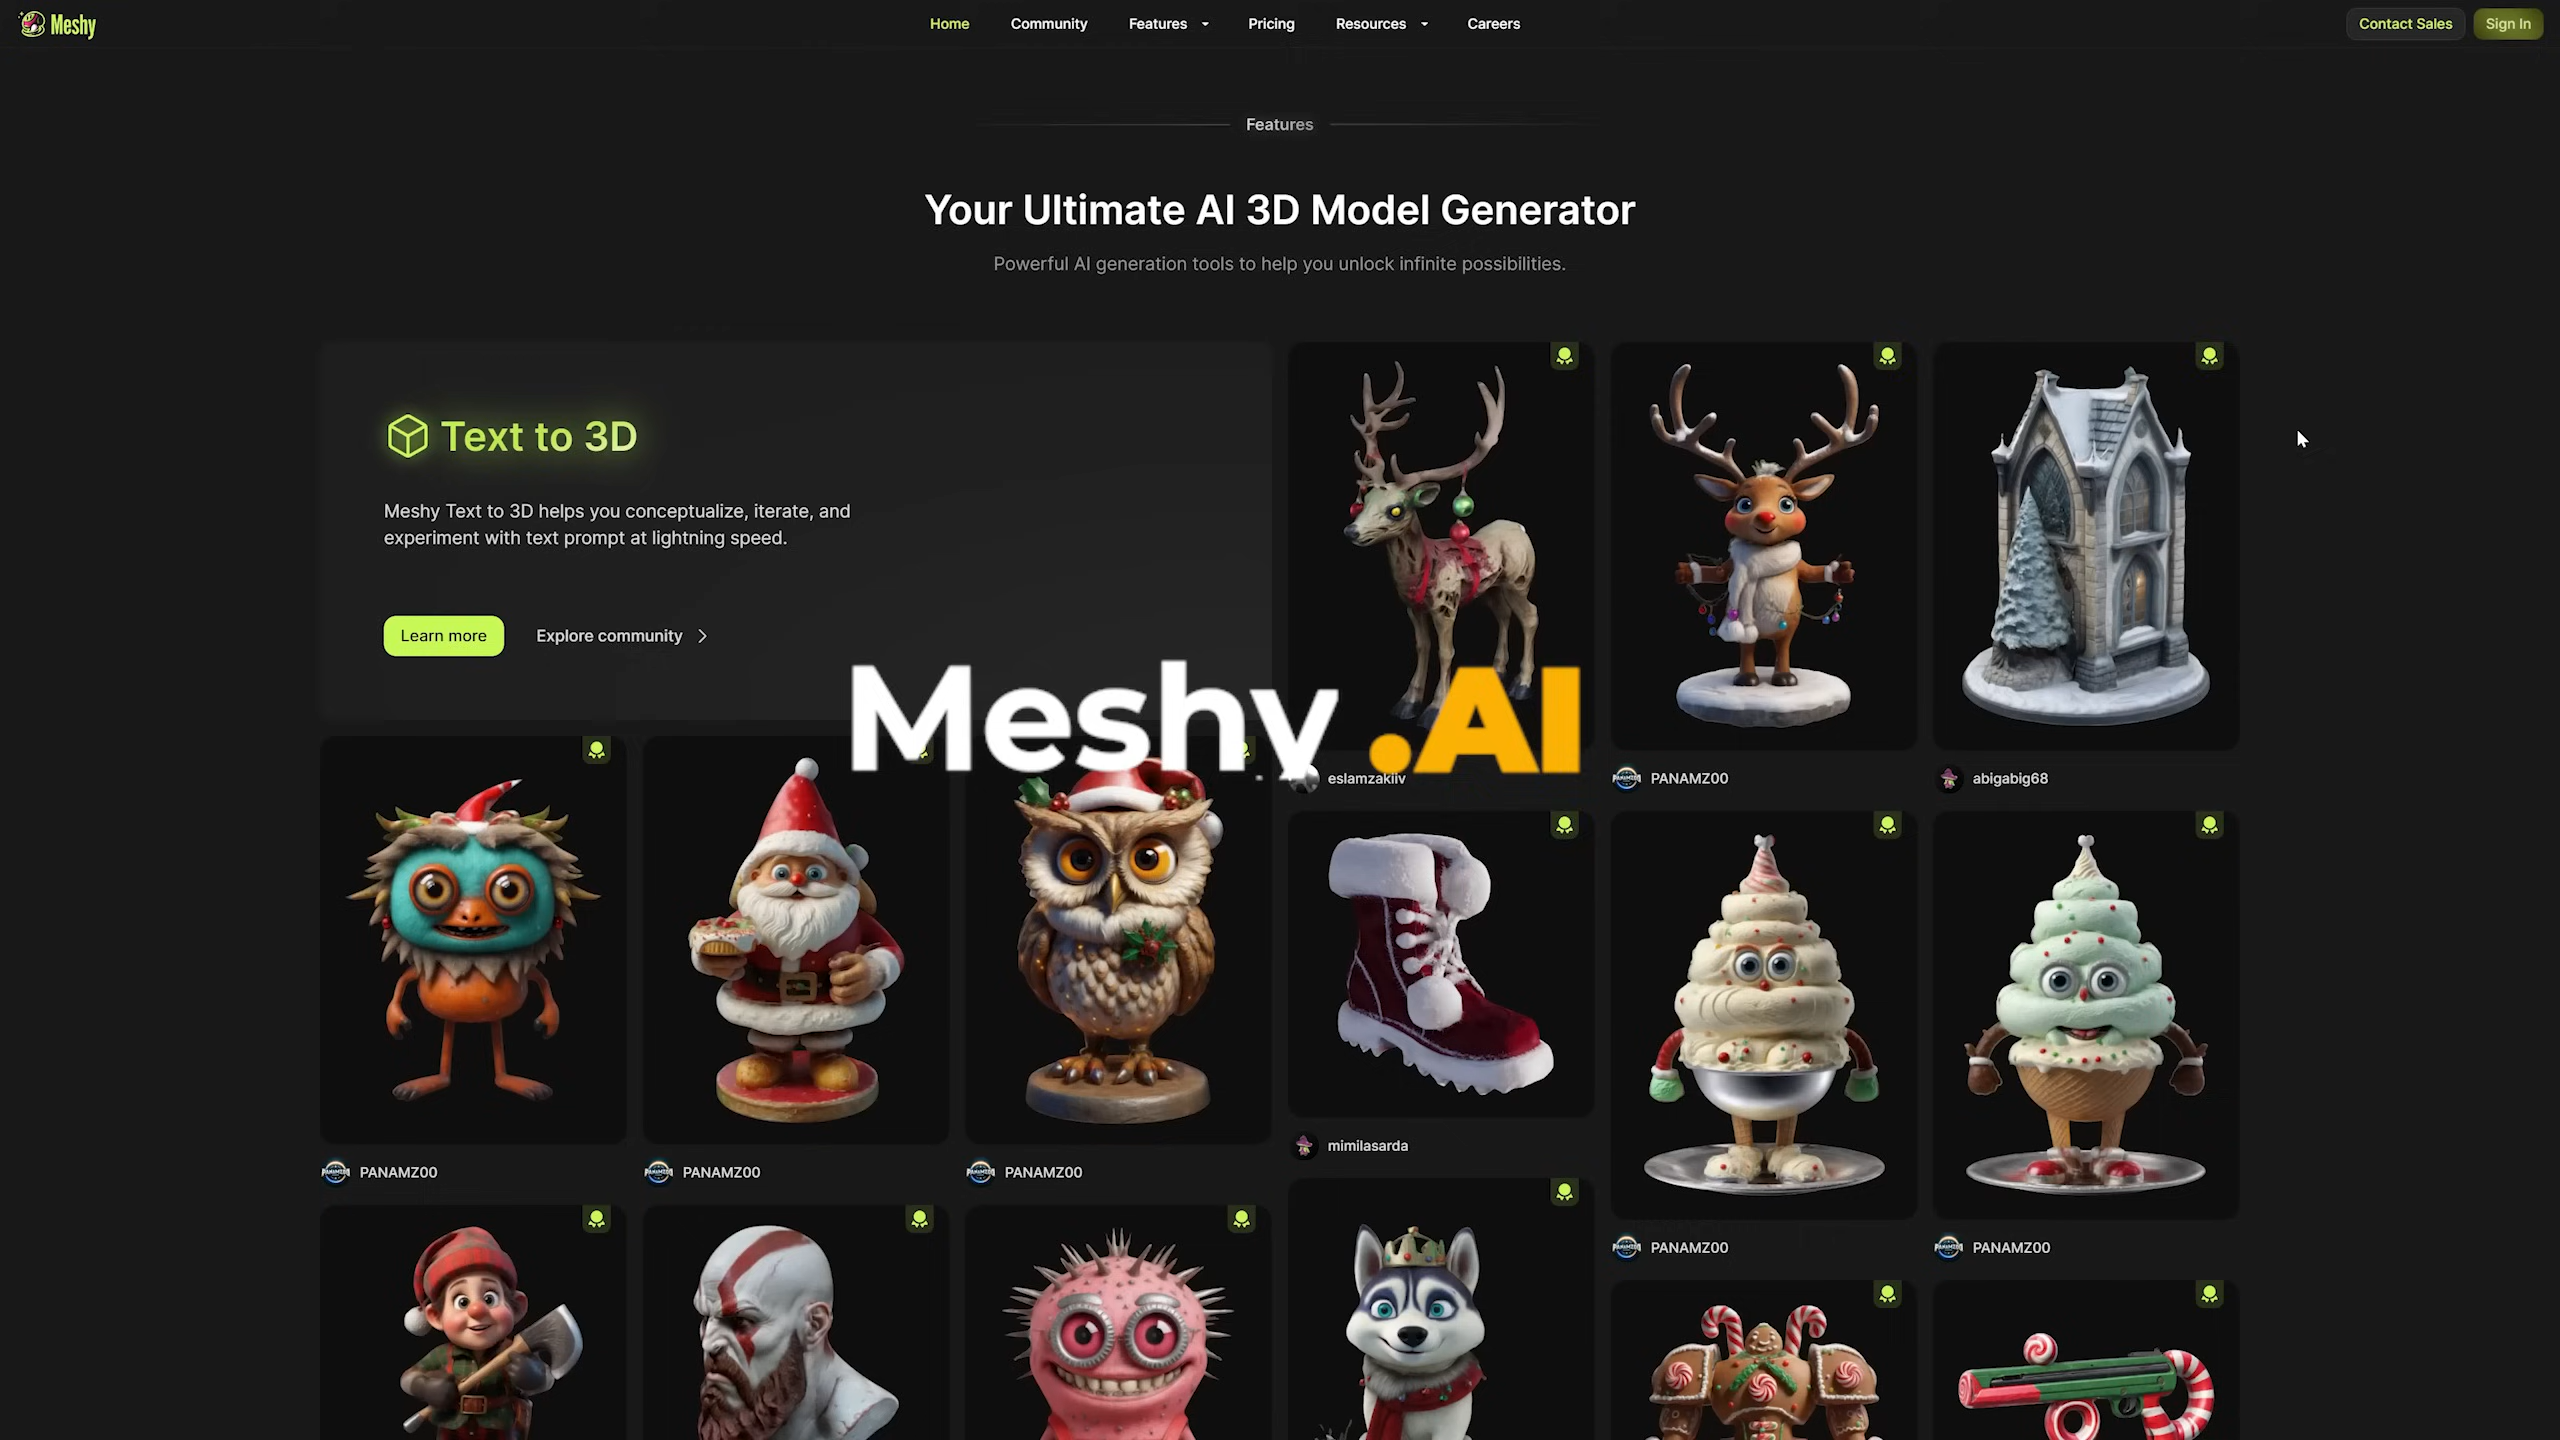 Meshy
Home
Community
Features
Pricing
Resources
Careers
Contact Sales
Sign In
Features
Your Ultimate AI 3D Model Generator
Powerful AI generation tools to help you unlock infinite possibilities.
Text to 3D
Meshy Text to 3D helps you conceptualize, iterate, and
experiment with text prompt at lightning speed.
Learn more
Explore community
Meshy .AI
eslamzakiiv
PANAMZ00
abigabig68
PANAMZ00
PANAMZ00
PANAMZ00
mimilasarda
PANAMZ00
PANAMZ00